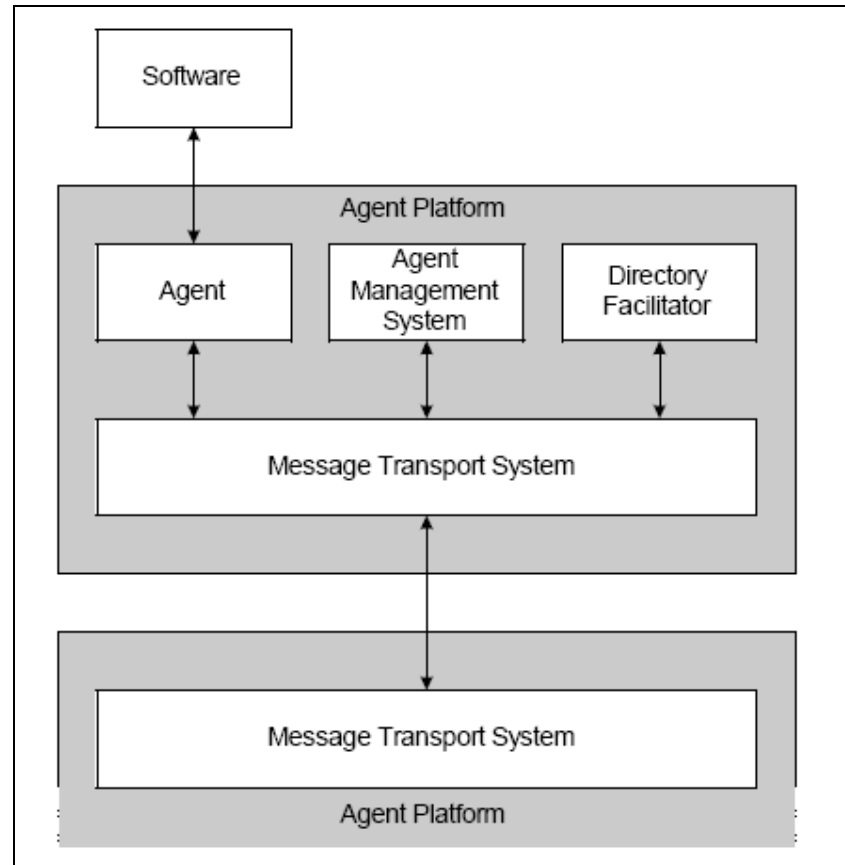 Software
Agent Platform
Agent
Agent
Management
System
Directory
Facilitator
Message Transport System
Message Transport System
Agent Platform